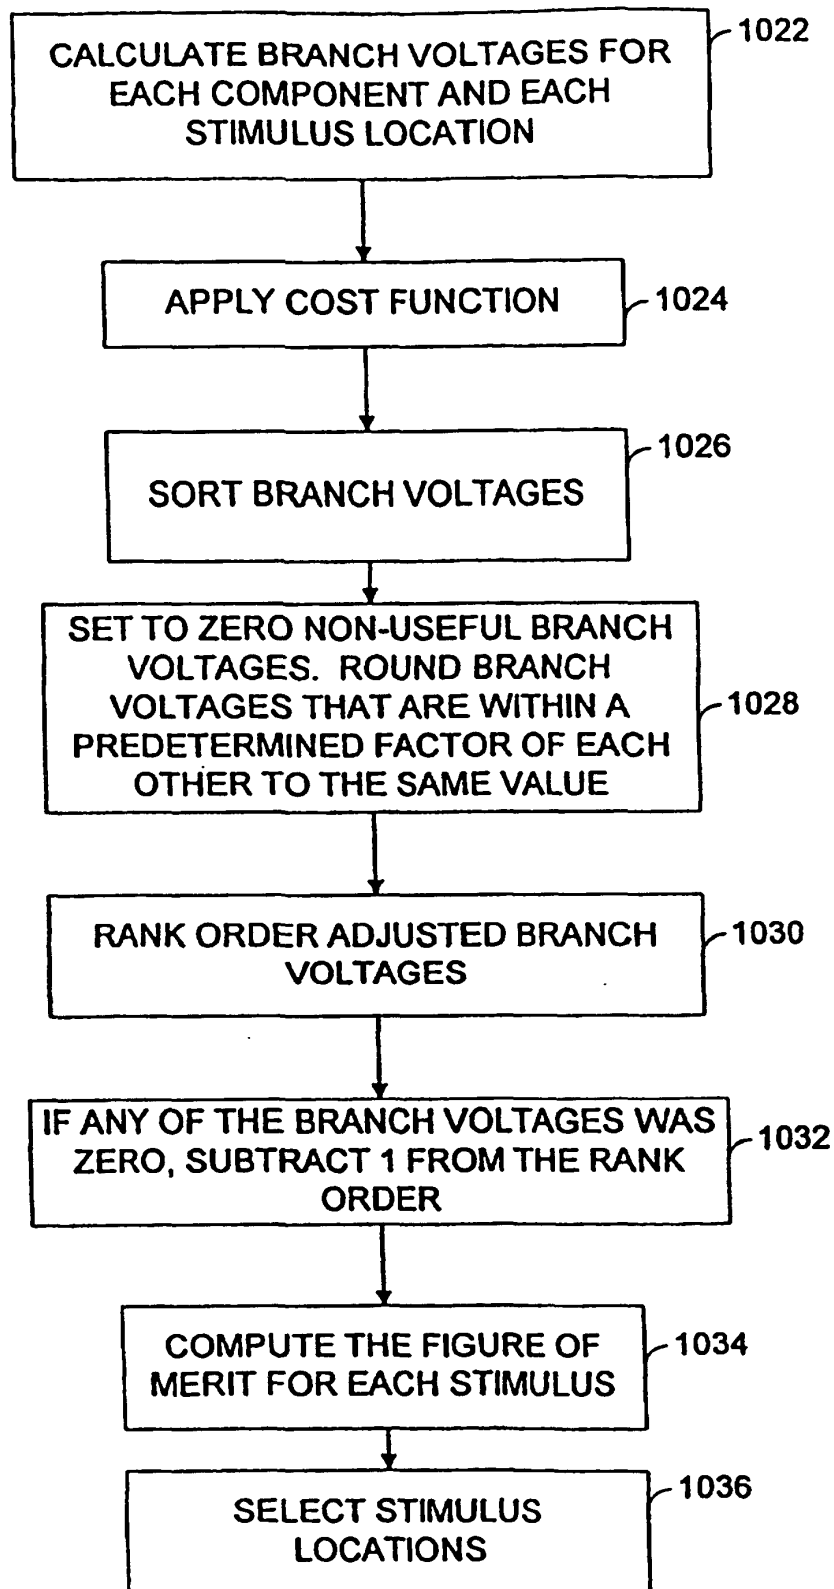 CALCULATE BRANCH VOLTAGES FOR
EACH COMPONENT AND EACH
STIMULUS LOCATION
1022
APPLY COST FUNCTION
1024
SORT BRANCH VOLTAGES
1026
SET TO ZERO NON-USEFUL BRANCH
VOLTAGES. ROUND BRANCH
VOLTAGES THAT ARE WITHIN A
PREDETERMINED FACTOR OF EACH
OTHER TO THE SAME VALUE
1028
RANK ORDER ADJUSTED BRANCH
VOLTAGES
1030
IF ANY OF THE BRANCH VOLTAGES WAS
ZERO, SUBTRACT 1 FROM THE RANK
ORDER
1032
COMPUTE THE FIGURE OF
MERIT FOR EACH STIMULUS
1034
SELECT STIMULUS
LOCATIONS
1036